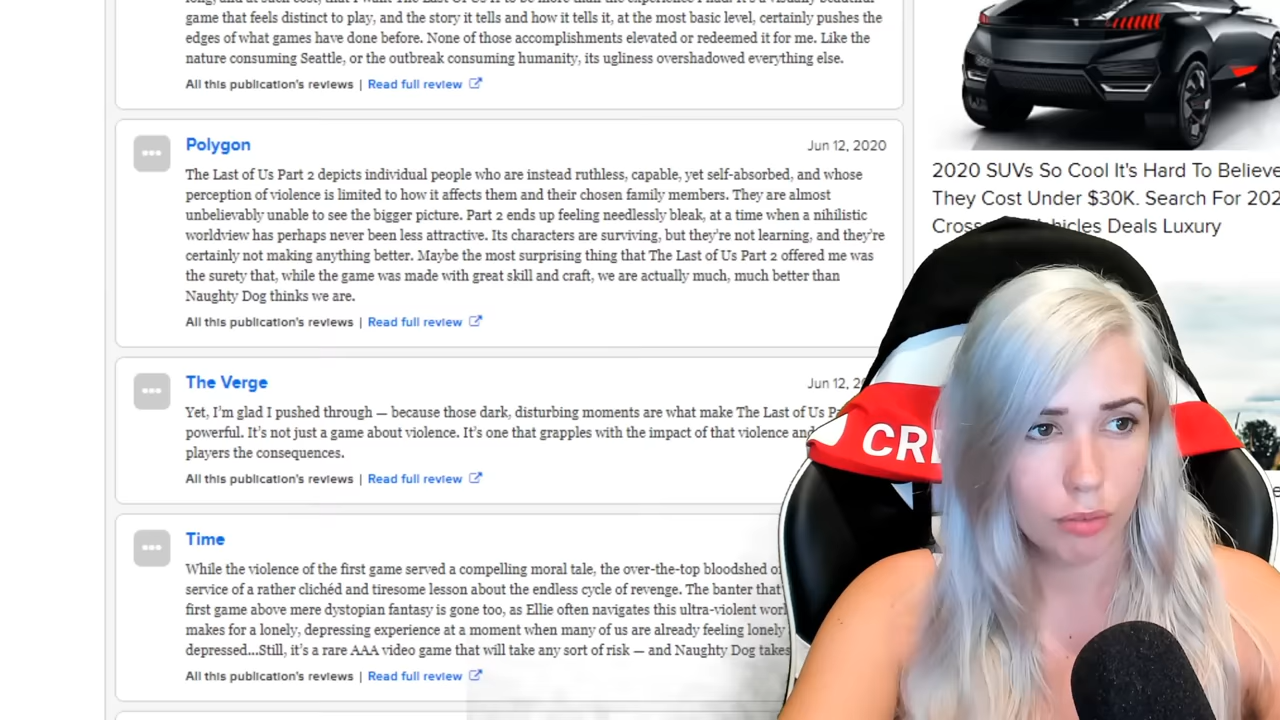 game that feels distinct to play, and the story it tells and how it tells it, at the most basic level, certainly pushes the
edges of what games have done before. None of those accomplishments elevated or redeemed it for me. Like the
nature consuming Seattle, or the outbreak consuming humanity, its ugliness overshadowed everything else.
All this publication's reviews | Read full review
Polygon
Jun 12, 2020
The Last of Us Part 2 depicts individual people who are instead ruthless, capable, yet self-absorbed, and whose
perception of violence is limited to how it affects them and their chosen family members. They are almost
unbelievably unable to see the bigger picture. Part 2 ends up feeling needlessly bleak, at a time when a nihilistic
worldview has perhaps never been less attractive. Its characters are surviving, but they're not learning, and they're
certainly not making anything better. Maybe the most surprising thing that The Last of Us Part 2 offered me was
the surety that, while the game was made with great skill and craft, we are actually much, much better than
Naughty Dog thinks we are.
All this publication's reviews | Read full review
The Verge
Jun 12, 2
Yet, I'm glad I pushed through — because those dark, disturbing moments are what make The Last of Us
powerful. It's not just a game about violence. It's one that grapples with the impact of that violence and
players the consequences.
All this publication's reviews | Read full review
Time
While the violence of the first game served a compelling moral tale, the over-the-top bloodshed
service of a rather clichéd and tiresome lesson about the endless cycle of revenge. The banter that
first game above mere dystopian fantasy is gone too, as Ellie often navigates this ultra-violent
makes for a lonely, depressing experience at a moment when many of us are already feeling lonely
depressed...Still, it's a rare AAA video game that will take any sort of risk — and Naughty Dog takes
All this publication's reviews | Read full review
2020 SUVs So Cool It's Hard To Believe
They Cost Under $30K. Search For 202
Cross hicles Deals Luxury
CR